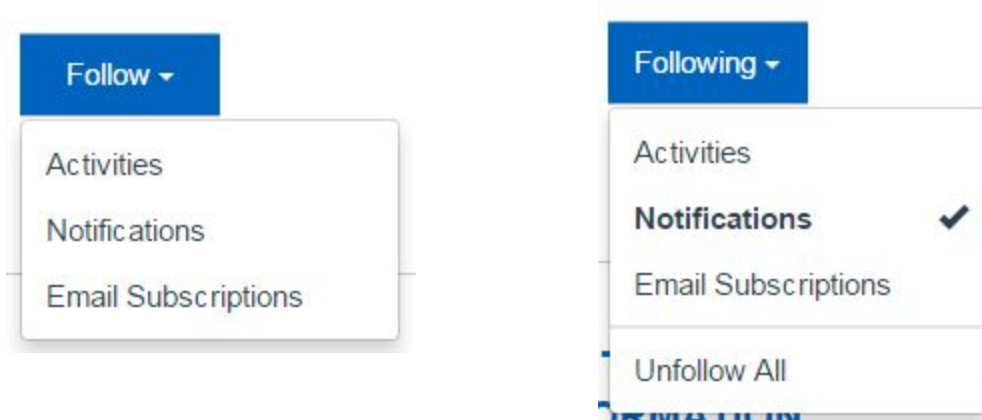 Follow
Activities
Notifications
Email Subscriptions
Following
Activities
Notifications
Email Subscriptions
Unfollow All